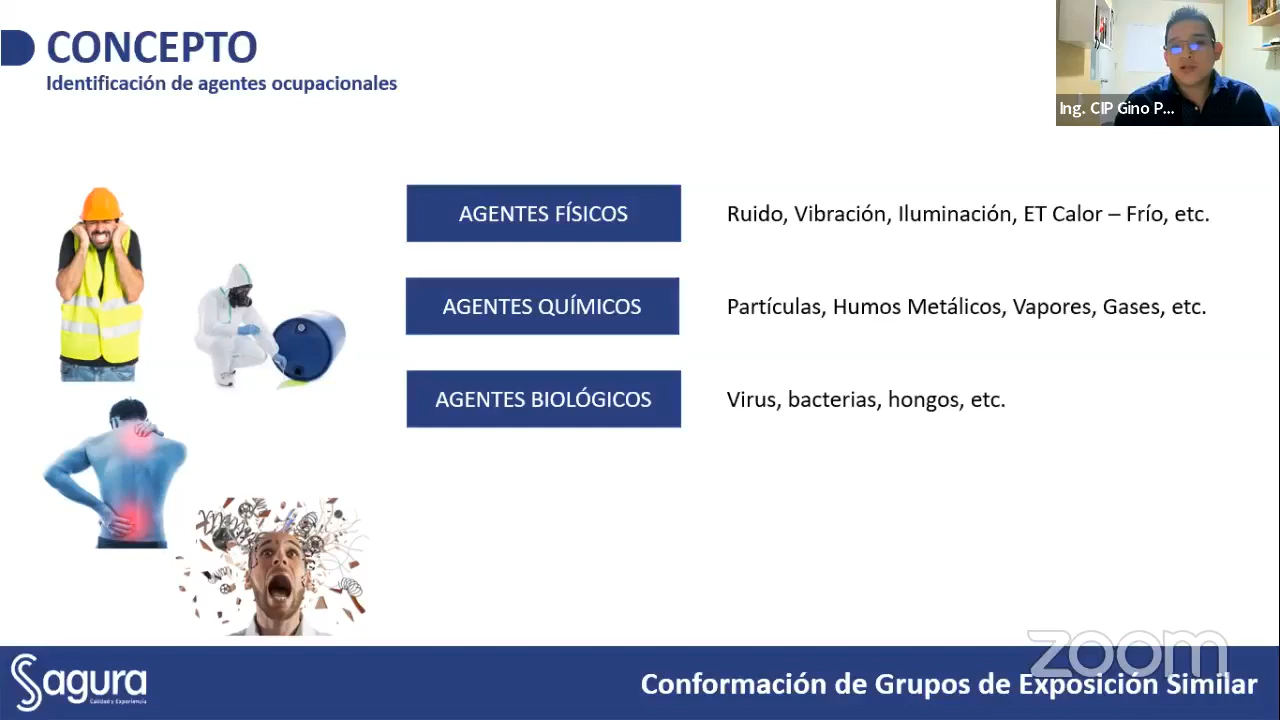 CONCEPTO
Identificación de agentes ocupacionales
Ing. CIP Gino P...
AGENTES FÍSICOS
Ruido, Vibración, Iluminación, ET Calor – Frío, etc.
AGENTES QUÍMICOS
Partículas, Humos Metálicos, Vapores, Gases, etc.
AGENTES BIOLÓGICOS
Virus, bacterias, hongos, etc.
zoom
Sagura
Calidad y Experiencia
Conformación de Grupos de Exposición Similar